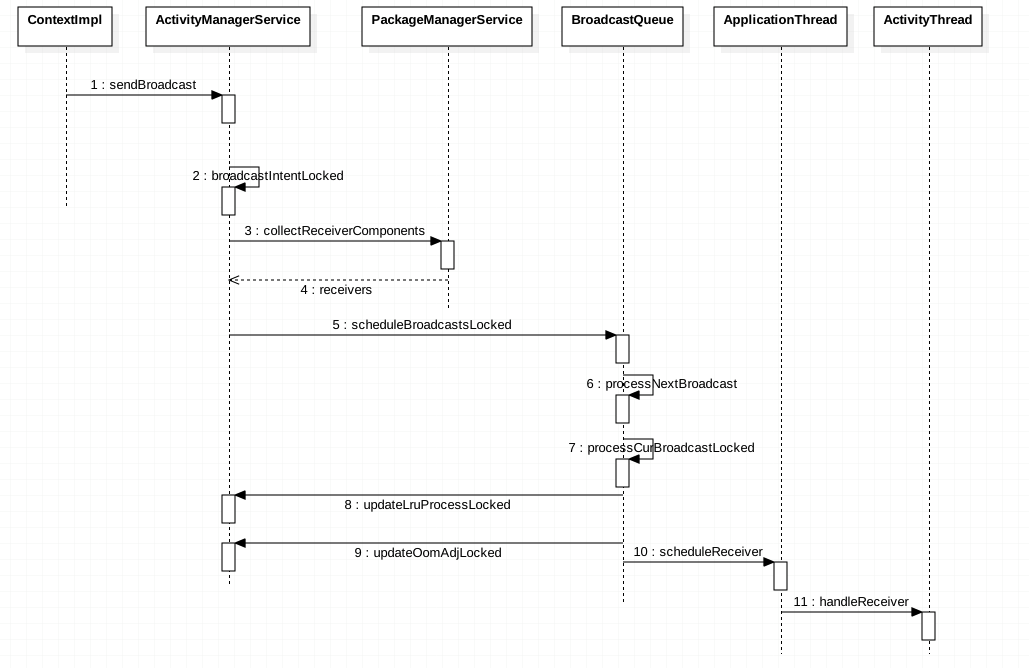 ContextImpl
ActivityManagerService
PackageManagerService
BroadcastQueue
ApplicationThread
ActivityThread
1 : sendBroadcast
2 : broadcastIntentLocked
3 : collectReceiverComponents
4 : receivers
5 : scheduleBroadcastsLocked
6 : processNextBroadcast
7 : processCurBroadcastLocked
8 : updateLruProcessLocked
9 : updateOomAdjLocked
10 : scheduleReceiver
11 : handleReceiver